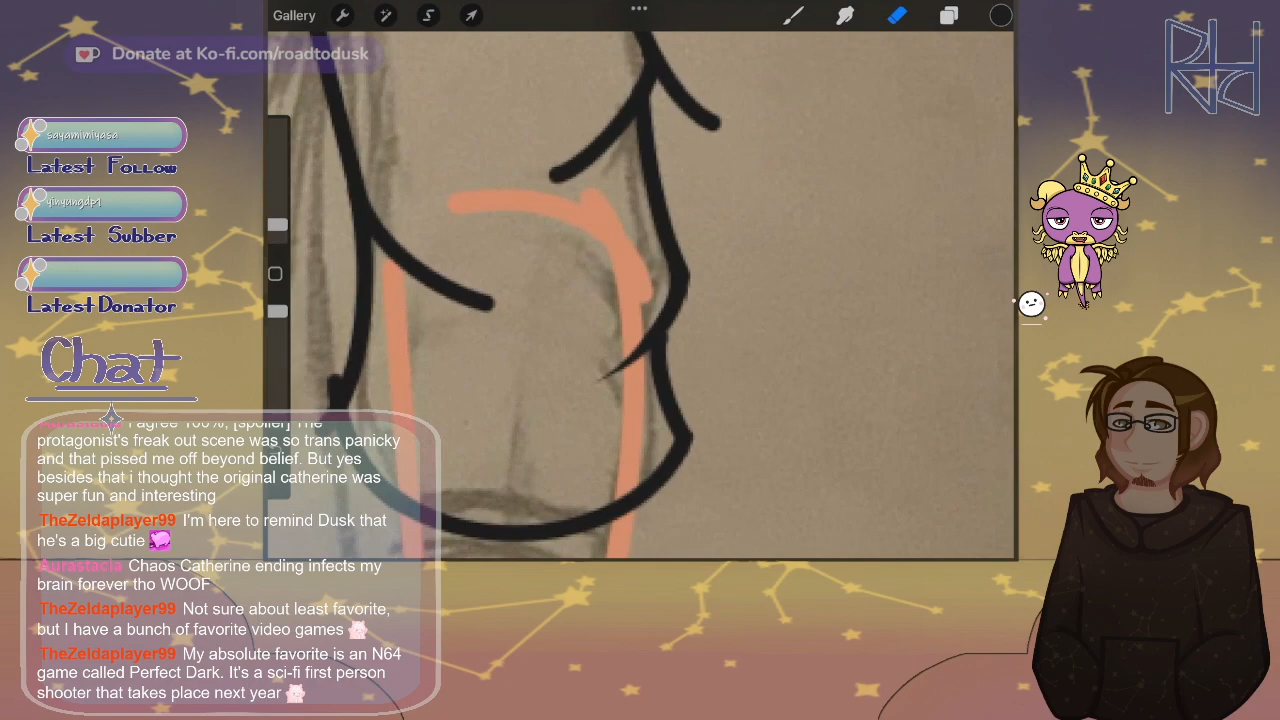 Gallery
Donate at Ko-fi.com/roadtodusk
sayamimiyasa
Latest Follow
yinyangdp1
Latest Subber
Latest Donator
Chat
Aurastacia I agree 100%, [spoiler] The
protagonist's freak out scene was so trans panicky
and that pissed me off beyond belief. But yes
besides that i thought the original catherine was
super fun and interesting
TheZeldaplayer99 I'm here to remind Dusk that
he's a big cutie
Aurastacia Chaos Catherine ending infects my
brain forever tho WOOF
TheZeldaplayer99 Not sure about least favorite,
but I have a bunch of favorite video games
TheZeldaplayer99 My absolute favorite is an N64
game called Perfect Dark. It's a sci-fi first person
shooter that takes place next year